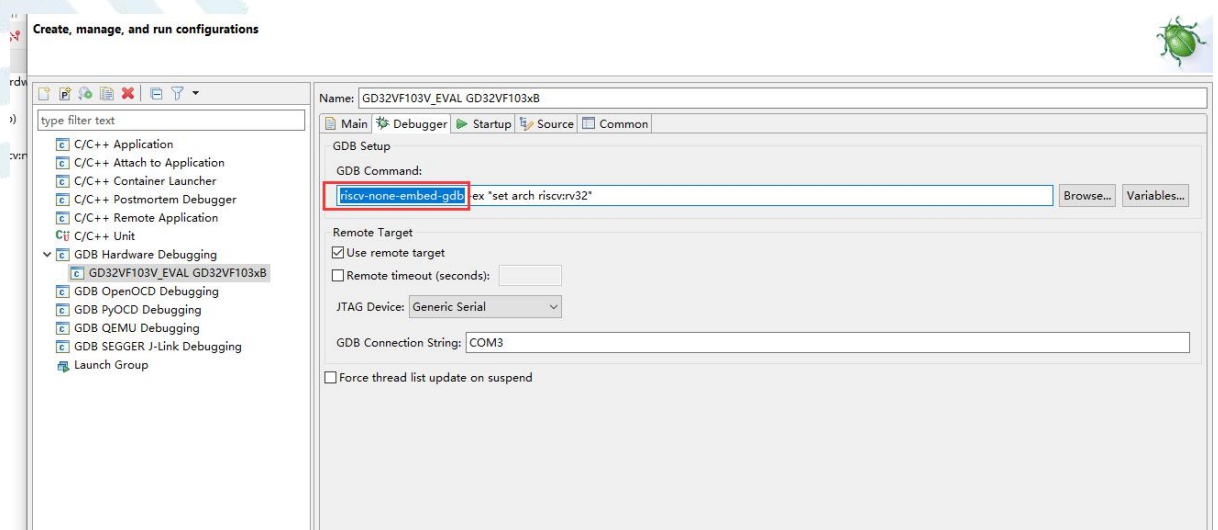 Create, manage, and run configurations
rdw
type filter text
C/C++ Application
C/C++ Attach to Application
C/C++ Container Launcher
C/C++ Postmortem Debugger
C/C++ Remote Application
C/C++ Unit
GDB Hardware Debugging
GD32VF103V_EVAL GD32VF103xB
GDB OpenOCD Debugging
GDB PyOCD Debugging
GDB QEMU Debugging
GDB SEGGER J-Link Debugging
Launch Group
Name: GD32VF103V_EVAL GD32VF103xB
Main Debugger Startup Source Common
GDB Setup
GDB Command:
riscv-none-embed-gdb -ex "set arch riscv:rv32" Browse... Variables...
Remote Target
Use remote target
Remote timeout (seconds):
JTAG Device: Generic Serial
GDB Connection String: COM3
Force thread list update on suspend